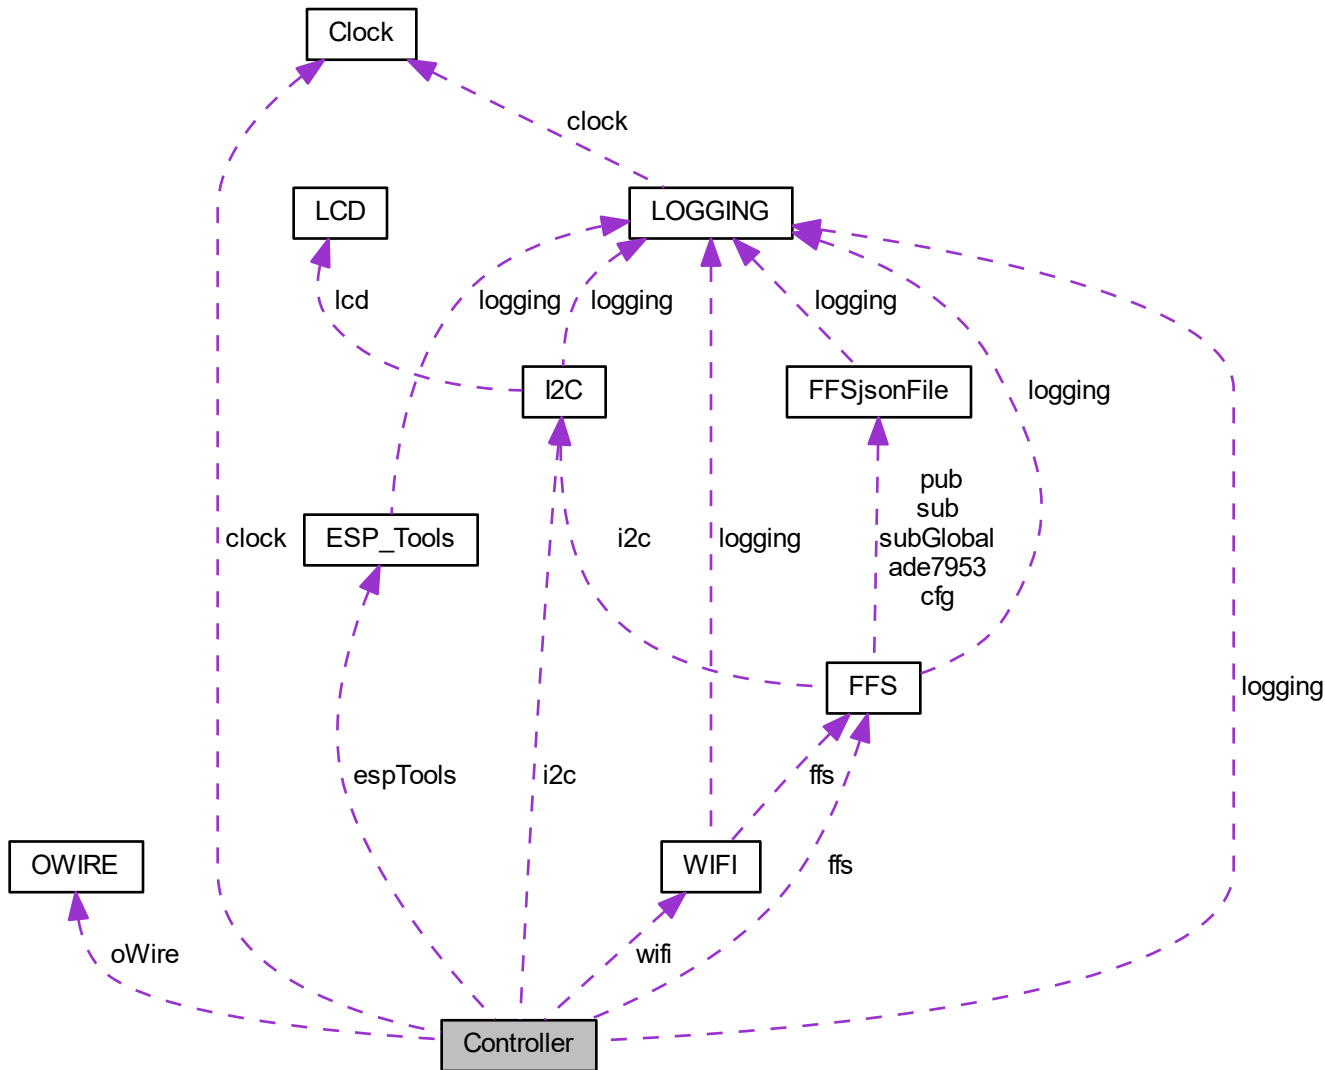 Clock
clock
LCD
LOGGING
lcd
logging
logging
logging
I2C
FFSjsonFile
logging
pub
sub
subGlobal
ade7953
cfg
clock
ESP_Tools
i2c
logging
FFS
logging
espTools
i2c
ffs
OWIRE
WIFI
ffs
oWire
wifi
Controller